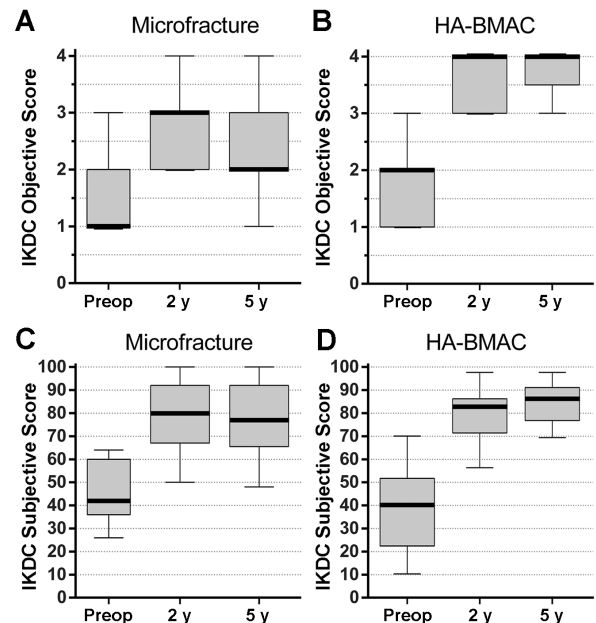 A
Microfracture
IKDC Objective Score
4
3
2
1
0
Preop 2 y 5 y
B
HA-BMAC
IKDC Objective Score
4
3
2
1
0
Preop 2 y 5 y
C
Microfracture
IKDC Subjective Score
100
90
80
70
60
50
40
30
20
10
0
Preop 2 y 5 y
D
HA-BMAC
IKDC Subjective Score
100
90
80
70
60
50
40
30
20
10
0
Preop 2 y 5 y